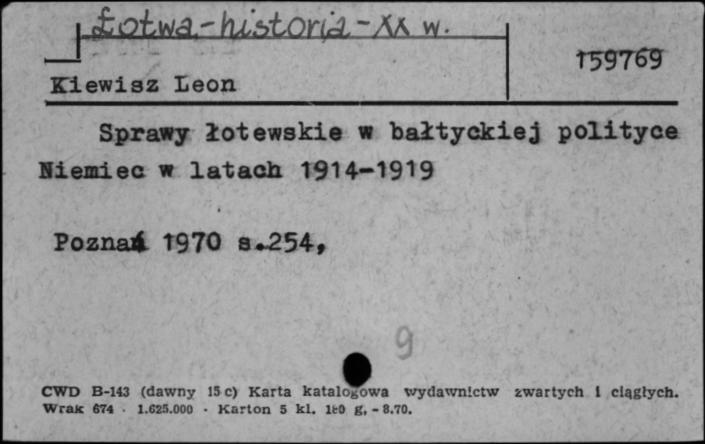 Łotwa - historia - XX w.
159769
Kiewisz Leon
Sprawy łotewskie w bałtyckiej polityce
Niemiec w latach 1914-1919
Poznań 1970 s.254,
9
CWD B-143 (dawny 15 c) Karta katalogowa wydawnictw zwartych i ciągłych.
Wrak 674 · 1.625.000 · Karton 5 kl. 180 g. - 8.70.